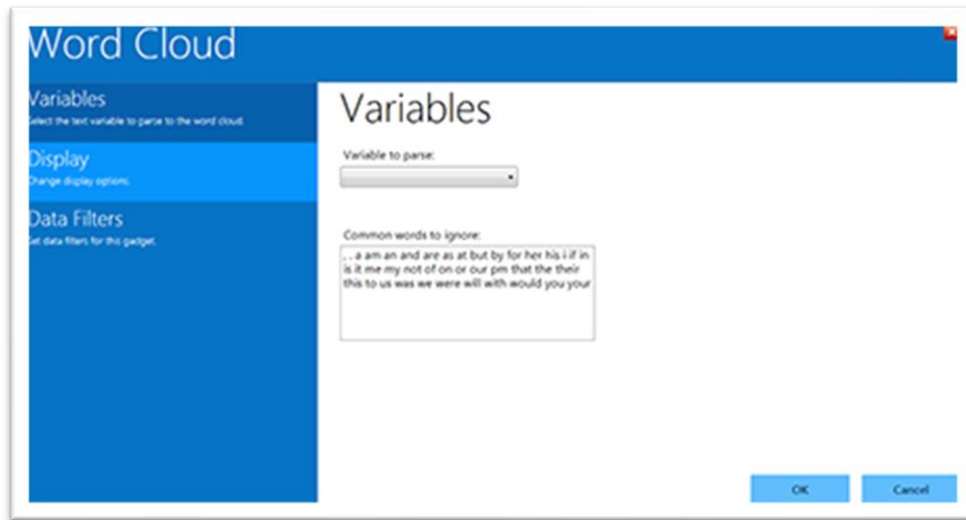 Word Cloud
Variables
Select the text variable to parse to the word cloud.
Display
Change display options.
Data Filters
Set data filters for this gadget.
Variables
Variable to parse:
Common words to ignore:
. , a am an and are as at but by for her his i if in
is it me my not of on or our pm that the their
this to us was we were will with would you your
OK
Cancel